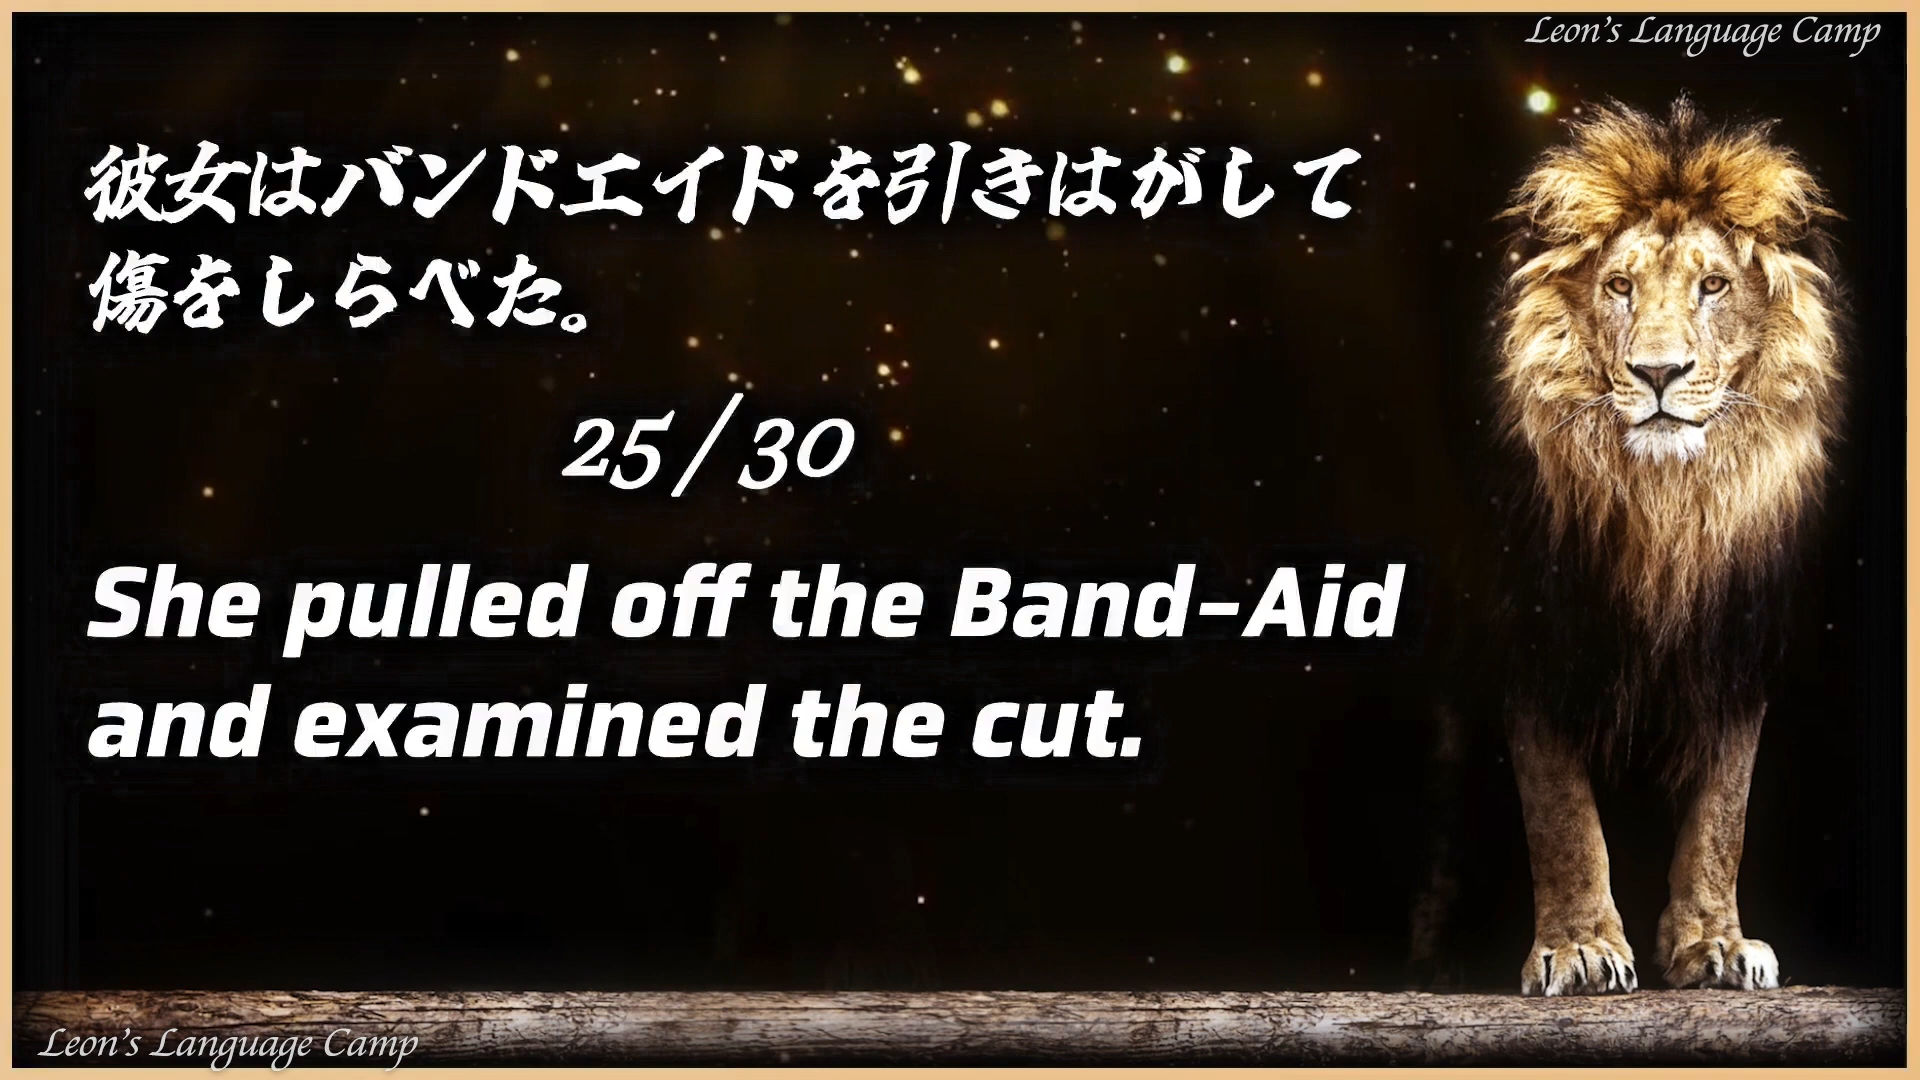 Leon's Language Camp
彼女はバンドエイドを引きはがして
傷をしらべた。
25/30
She pulled off the Band-Aid
and examined the cut.
Leon's Language Camp